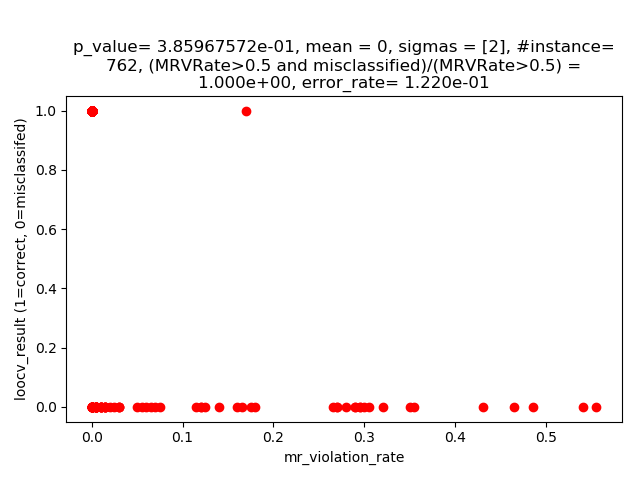 p_value= 3.85967572e-01, mean = 0, sigmas = [2], #instance=
762, (MRVRate>0.5 and misclassified)/(MRVRate>0.5) =
1.000e+00, error_rate= 1.220e-01
1.0
0.8
0.6
0.4
0.2
0.0
loocv_result (1=correct, 0=misclassifed)
0.0 0.1 0.2 0.3 0.4 0.5
mr_violation_rate